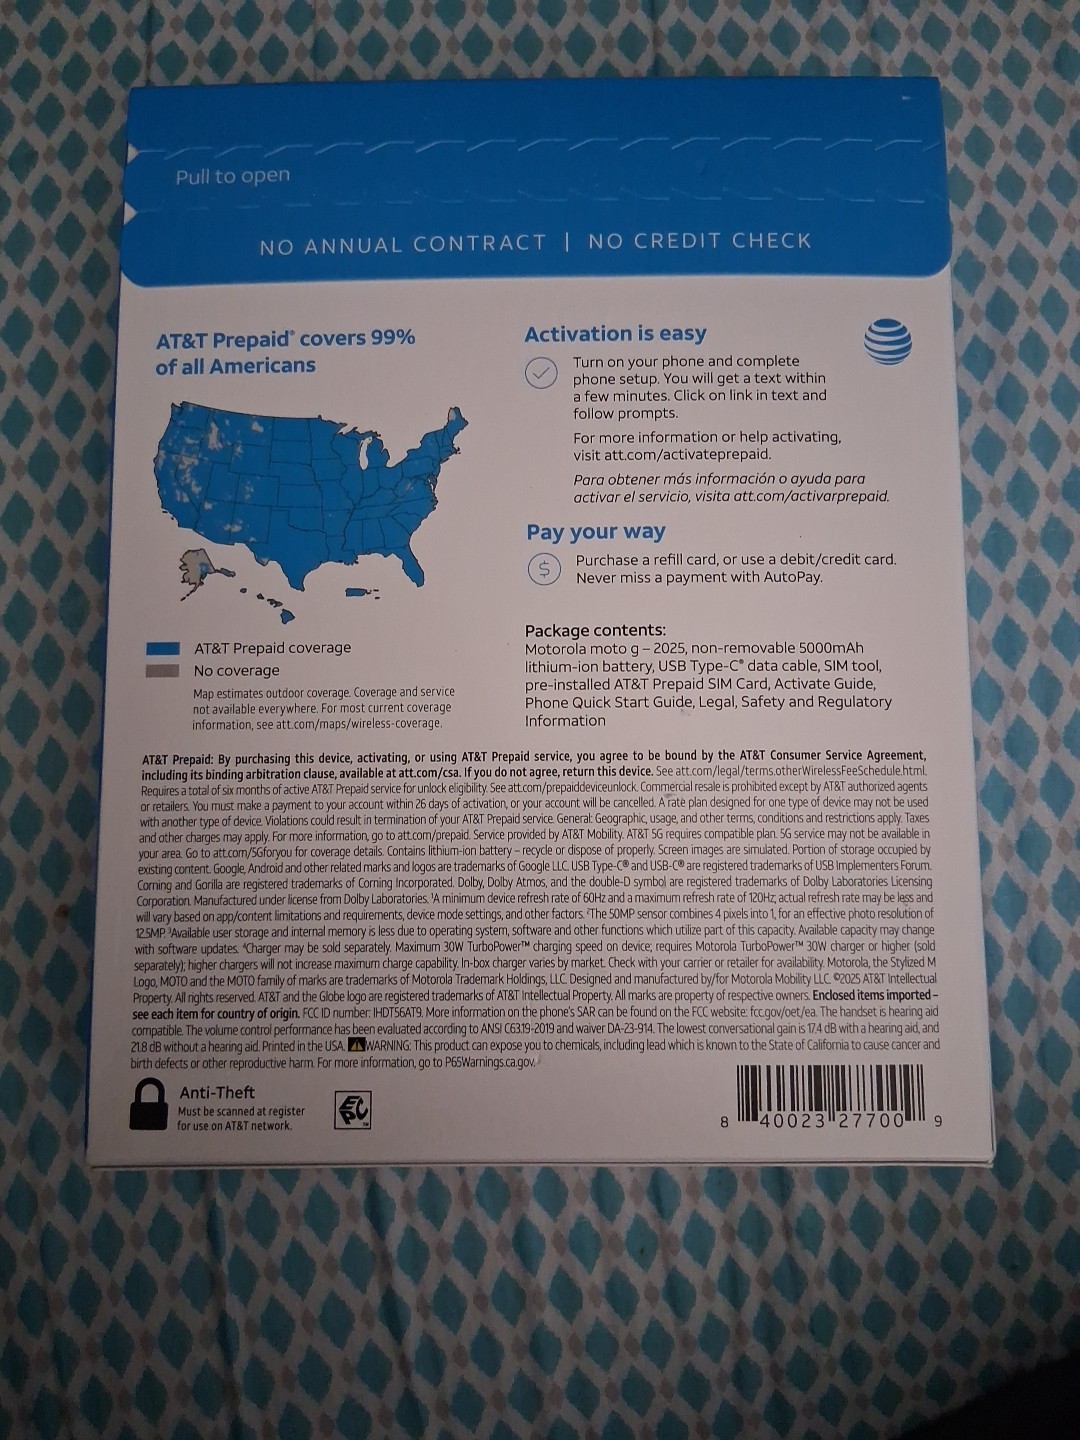 Pull to open
NO ANNUAL CONTRACT | NO CREDIT CHECK
AT&T Prepaid® covers 99%
of all Americans
AT&T Prepaid coverage
No coverage
Map estimates outdoor coverage. Coverage and service
not available everywhere. For most current coverage
information, see att.com/maps/wireless-coverage.
Activation is easy
Turn on your phone and complete
phone setup. You will get a text within
a few minutes. Click on link in text and
follow prompts.
For more information or help activating,
visit att.com/activateprepaid.
Para obtener más información o ayuda para
activar el servicio, visita att.com/activarprepaid.
Pay your way
$
Purchase a refill card, or use a debit/credit card.
Never miss a payment with AutoPay.
Package contents:
Motorola moto g – 2025, non-removable 5000mAh
lithium-ion battery, USB Type-C® data cable, SIM tool,
pre-installed AT&T Prepaid SIM Card, Activate Guide,
Phone Quick Start Guide, Legal, Safety and Regulatory
Information
AT&T Prepaid: By purchasing this device, activating, or using AT&T Prepaid service, you agree to be bound by the AT&T Consumer Service Agreement,
including its binding arbitration clause, available at att.com/csa. If you do not agree, return this device. See att.com/legal/terms.otherWirelessFeeSchedule.html.
Requires a total of six months of active AT&T Prepaid service for unlock eligibility. See att.com/prepaiddeviceunlock. Commercial resale is prohibited except by AT&T authorized agents
or retailers. You must make a payment to your account within 26 days of activation, or your account will be cancelled. A rate plan designed for one type of device may not be used
with another type of device. Violations could result in termination of your AT&T Prepaid service. General: Geographic, usage, and other terms, conditions and restrictions apply. Taxes
and other charges may apply. For more information, go to att.com/prepaid. Service provided by AT&T Mobility. AT&T 5G requires compatible plan. 5G service may not be available in
your area. Go to att.com/5Gforyou for coverage details. Contains lithium-ion battery – recycle or dispose of properly. Screen images are simulated. Portion of storage occupied by
existing content. Google, Android and other related marks and logos are trademarks of Google LLC. USB Type-C® and USB-C® are registered trademarks of USB Implementers Forum.
Corning and Gorilla are registered trademarks of Corning Incorporated. Dolby, Dolby Atmos, and the double-D symbol are registered trademarks of Dolby Laboratories Licensing
Corporation. Manufactured under license from Dolby Laboratories. ¹A minimum device refresh rate of 60Hz and a maximum refresh rate of 120Hz; actual refresh rate may be less and
will vary based on app/content limitations and requirements, device mode settings, and other factors. ²The 50MP sensor combines 4 pixels into 1, for an effective photo resolution of
12.5MP. ³Available user storage and internal memory is less due to operating system, software and other functions which utilize part of this capacity. Available capacity may change
with software updates. ⁴Charger may be sold separately. Maximum 30W TurboPower™ charging speed on device; requires Motorola TurboPower™ 30W charger or higher (sold
separately); higher chargers will not increase maximum charge capability. In-box charger varies by market. Check with your carrier or retailer for availability. Motorola, the Stylized M
Logo, MOTO and the MOTO family of marks are trademarks of Motorola Trademark Holdings, LLC. Designed and manufactured by/for Motorola Mobility LLC. ©2025 AT&T Intellectual
Property. All rights reserved. AT&T and the Globe logo are registered trademarks of AT&T Intellectual Property. All marks are property of respective owners. Enclosed items imported –
see each item for country of origin. FCC ID number: IHDT56AT9. More information on the phone's SAR can be found on the FCC website: fcc.gov/oet/ea. The handset is hearing aid
compatible. The volume control performance has been evaluated according to ANSI C63.19-2019 and waiver DA-23-914. The lowest conversational gain is 17.4 dB with a hearing aid, and
21.8 dB without a hearing aid. Printed in the USA. WARNING: This product can expose you to chemicals, including lead which is known to the State of California to cause cancer and
birth defects or other reproductive harm. For more information, go to P65Warnings.ca.gov.
Anti-Theft
Must be scanned at register
for use on AT&T network.
EPC™
8 40023 27700 9